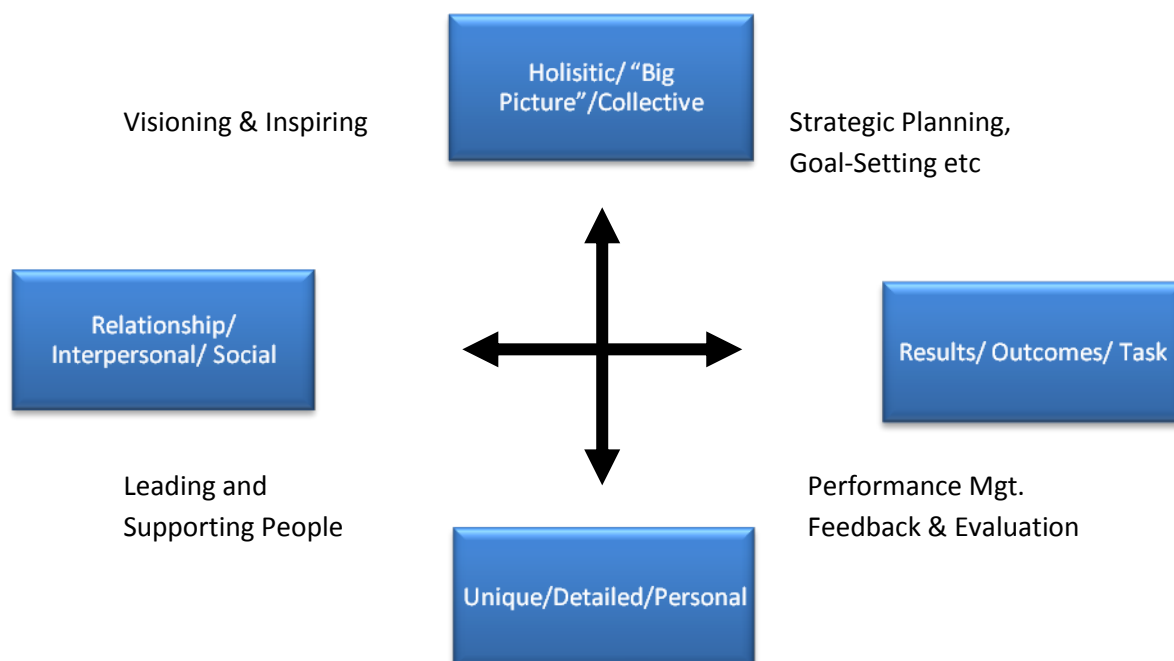 Holisitic/ “Big
Picture”/Collective
Visioning & Inspiring
Strategic Planning,
Goal-Setting etc
Relationship/
Interpersonal/ Social
Results/ Outcomes/ Task
Leading and
Supporting People
Performance Mgt.
Feedback & Evaluation
Unique/Detailed/Personal